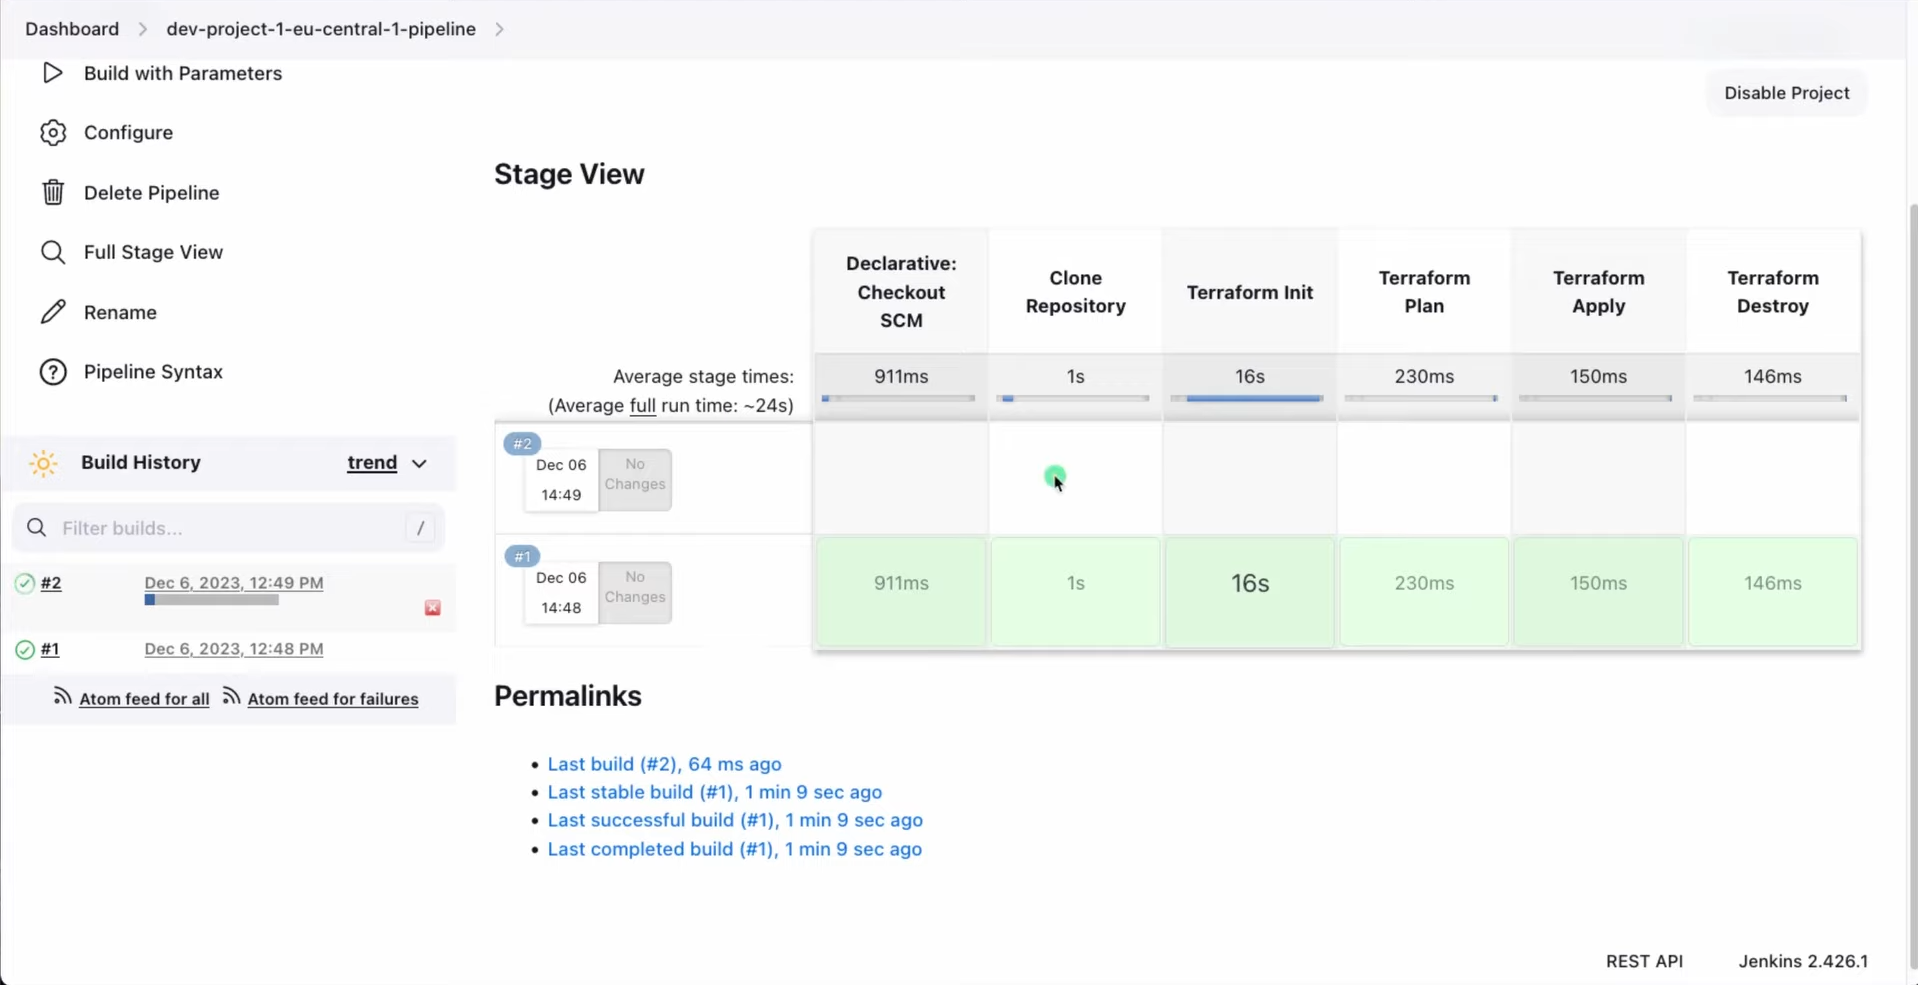 Dashboard
dev-project-1-eu-central-1-pipeline
Build with Parameters
Configure
Delete Pipeline
Full Stage View
Rename
Pipeline Syntax
Build History
trend
Filter builds...
/
#2
Dec 6, 2023, 12:49 PM
#1
Dec 6, 2023, 12:48 PM
Atom feed for all
Atom feed for failures
Disable Project
Stage View
Declarative:
Checkout
SCM
Clone
Repository
Terraform Init
Terraform
Plan
Terraform
Apply
Terraform
Destroy
Average stage times:
(Average full run time: ~24s)
911ms
1s
16s
230ms
150ms
146ms
#2
Dec 06
14:49
No
Changes
#1
Dec 06
14:48
No
Changes
911ms
1s
16s
230ms
150ms
146ms
Permalinks
Last build (#2), 64 ms ago
Last stable build (#1), 1 min 9 sec ago
Last successful build (#1), 1 min 9 sec ago
Last completed build (#1), 1 min 9 sec ago
REST API
Jenkins 2.426.1